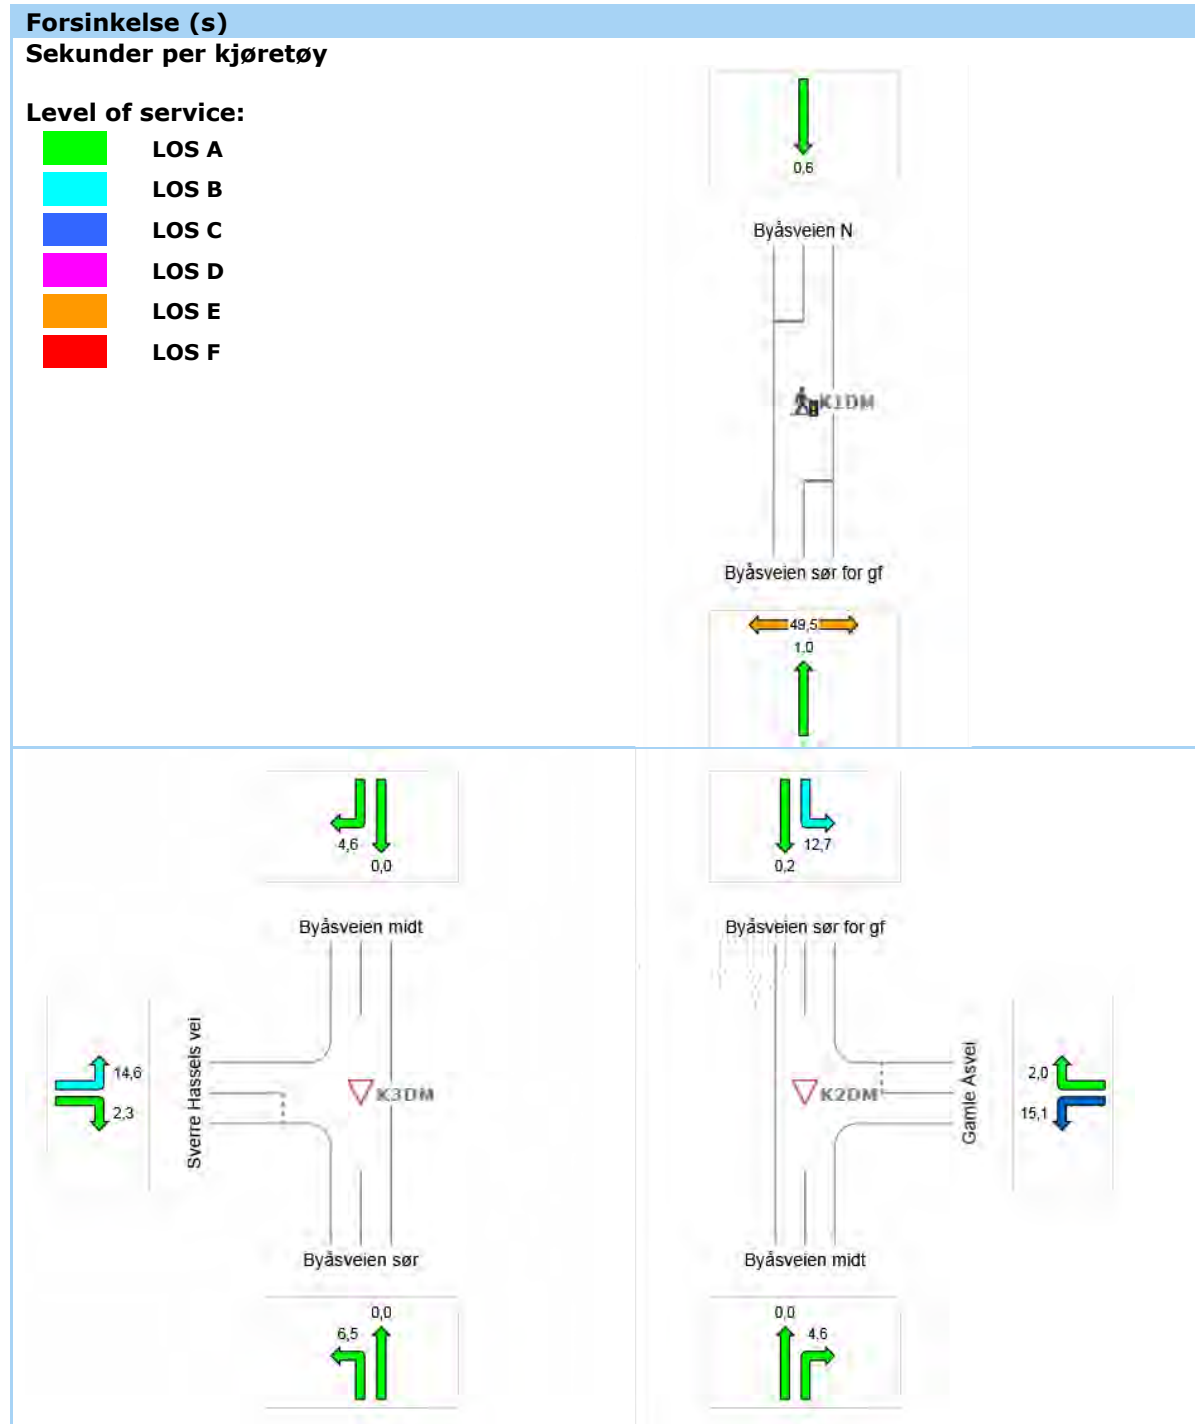 Forsinkelse (s)
Sekunder per kjøretøy
Level of service:
LOS A
LOS B
LOS C
LOS D
LOS E
LOS F
0,6
Byåsveien N
K1DM
Byåsveien sør for gf
49,5
1,0
4,6
0,0
Byåsveien midt
Sverre Hassels vei
14,6
2,3
K3DM
Byåsveien sør
0,0
6,5
12,7
0,2
Byåsveien sør for gf
K2DM
Gamle Åsvei
2,0
15,1
Byåsveien midt
0,0
4,6